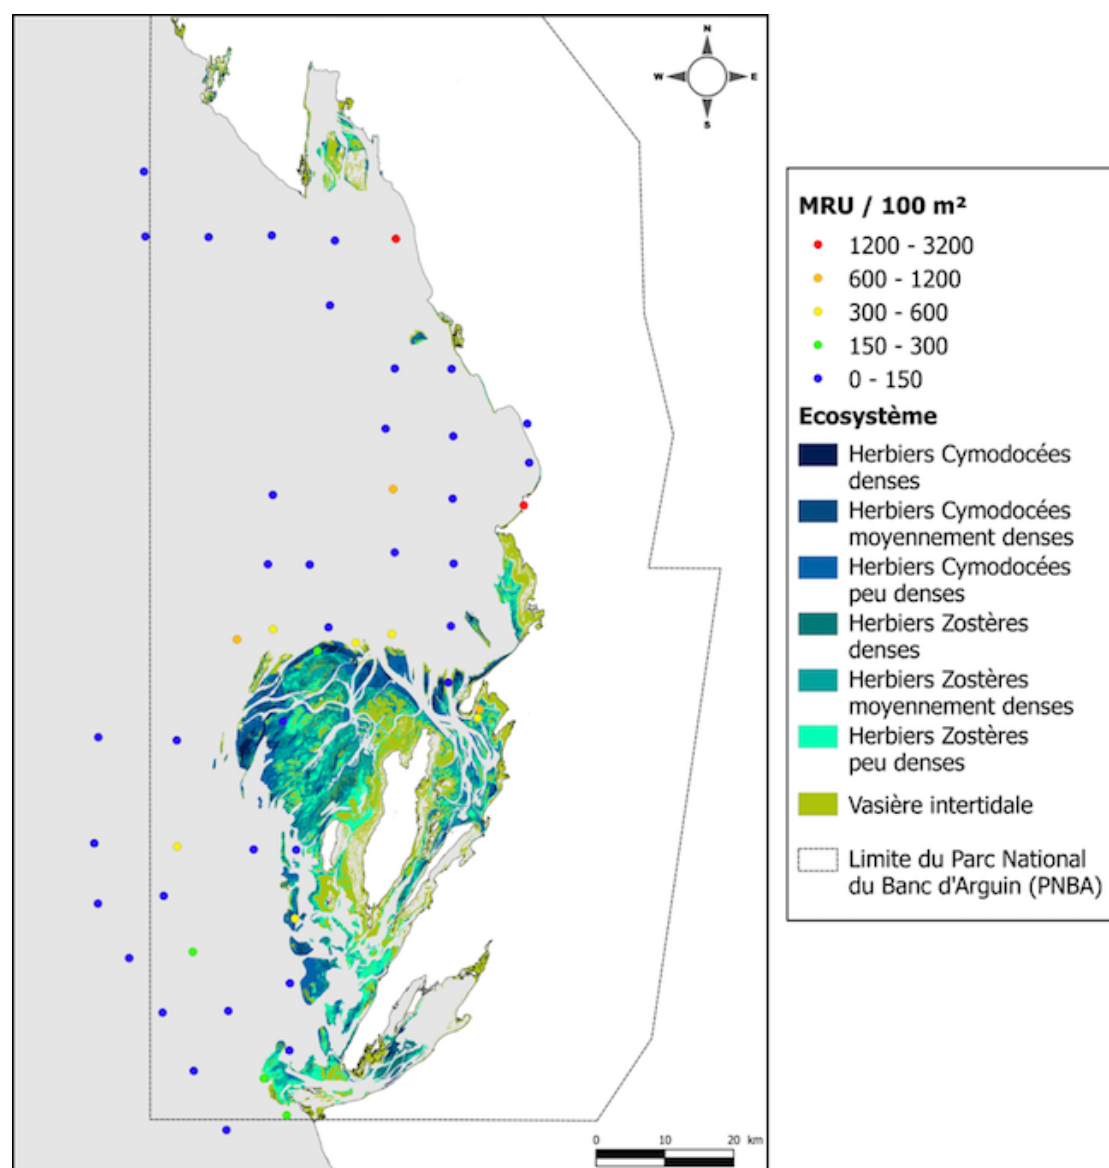 N
W
E
S
MRU / 100 m²
1200 - 3200
600 - 1200
300 - 600
150 - 300
0 - 150
Ecosystème
Herbiers Cymodocées
denses
Herbiers Cymodocées
moyennement denses
Herbiers Cymodocées
peu denses
Herbiers Zostères
denses
Herbiers Zostères
moyennement denses
Herbiers Zostères
peu denses
Vasière intertidale
Limite du Parc National
du Banc d'Arguin (PNBA)
0 10 20 km